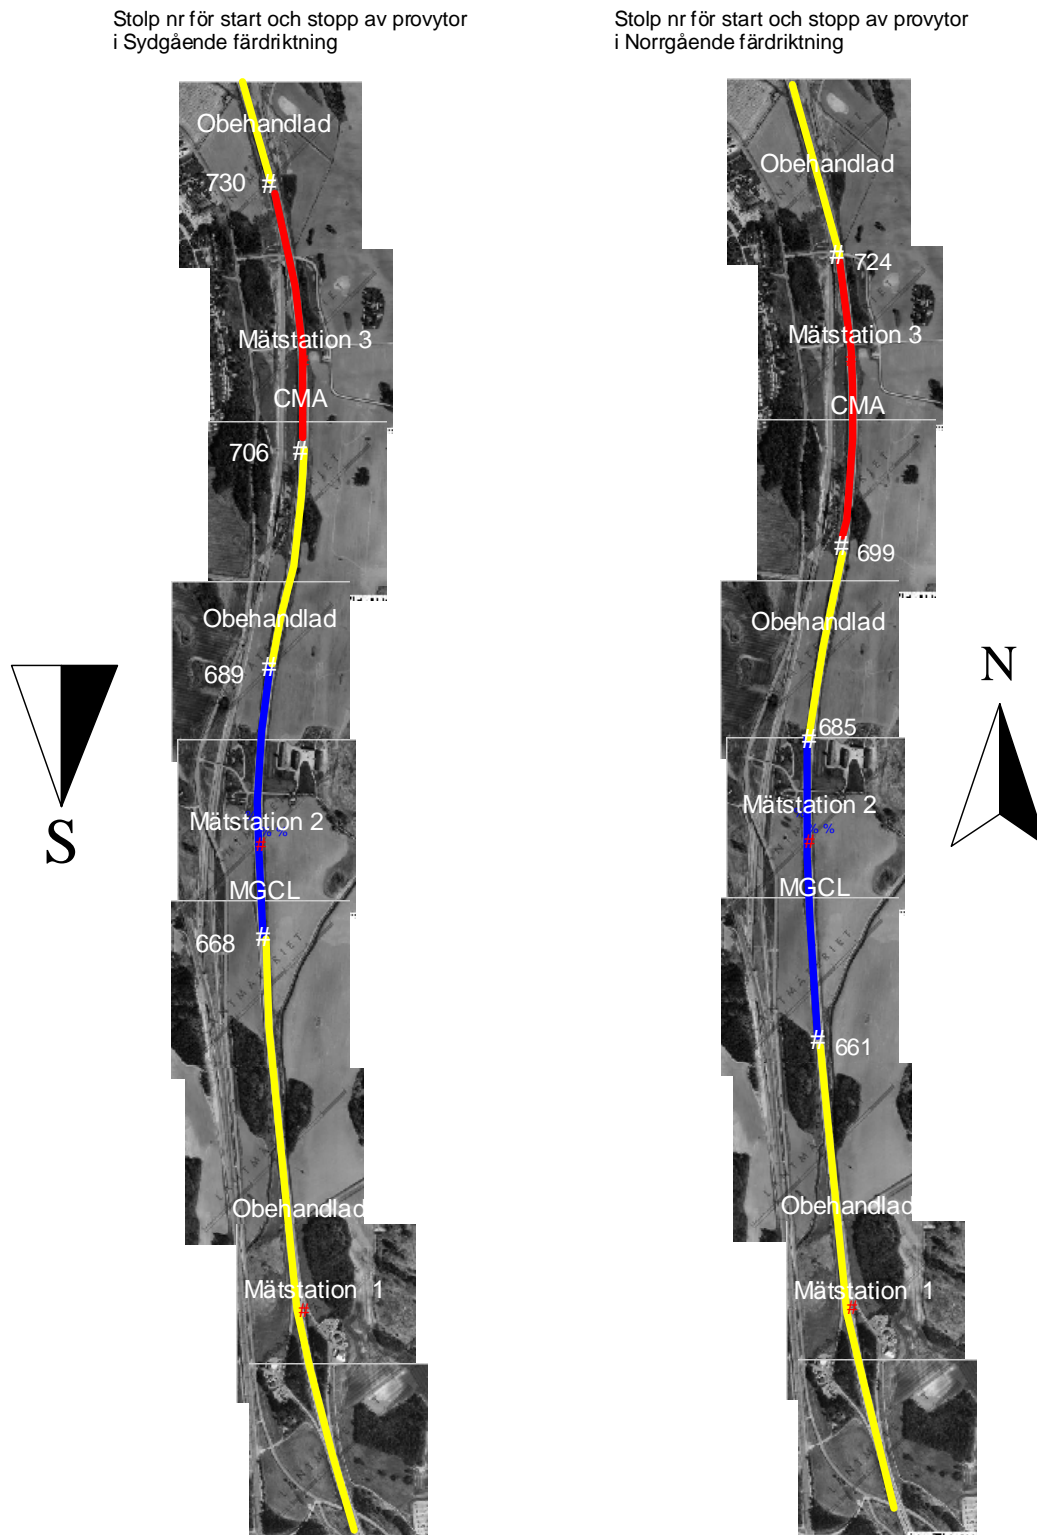 Stolp nr för start och stopp av provytor
i Sydgående färdriktning
Obehandlad
730 #
Mätstation 3
CMA
706 #
Obehandlad
689 #
Mätstation 2
% %
#
MGCL
668 #
Obehandlad
Mätstation 1
#
S
Stolp nr för start och stopp av provytor
i Norrgående färdriktning
Obehandlad
# 724
Mätstation 3
CMA
# 699
Obehandlad
685
#
Mätstation 2
% %
#
MGCL
# 661
Obehandlad
Mätstation 1
#
N